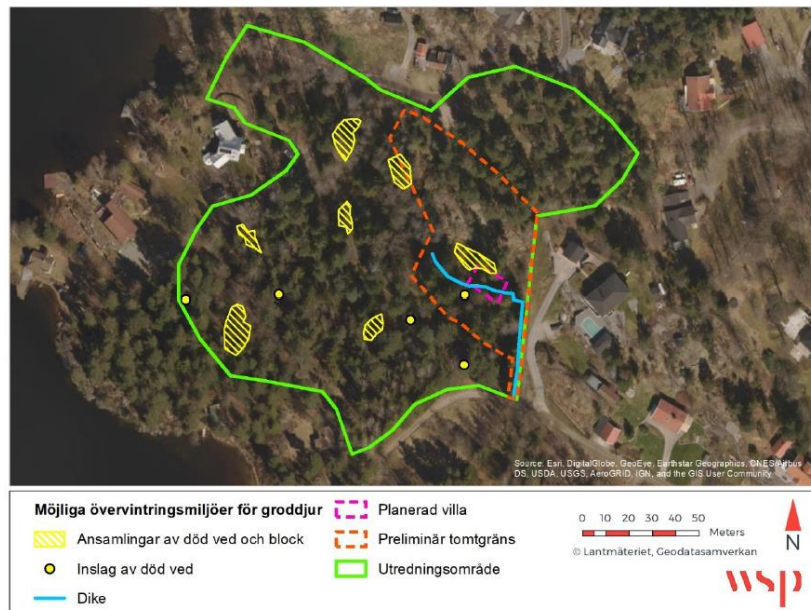 Source: Esri, DigitalGlobe, GeoEye, Earthstar Geographics, CNES/Airbus
DS, USDA, USGS, AeroGRID, IGN, and the GIS User Community
Möjliga övervintringsmiljöer för groddjur
Ansamlingar av död ved och block
Inslag av död ved
Dike
Planerad villa
Preliminär tomtgräns
Utredningsområde
0 10 20 30 40 50
Meters
© Lantmäteriet, Geodatasamverkan
N
wsp